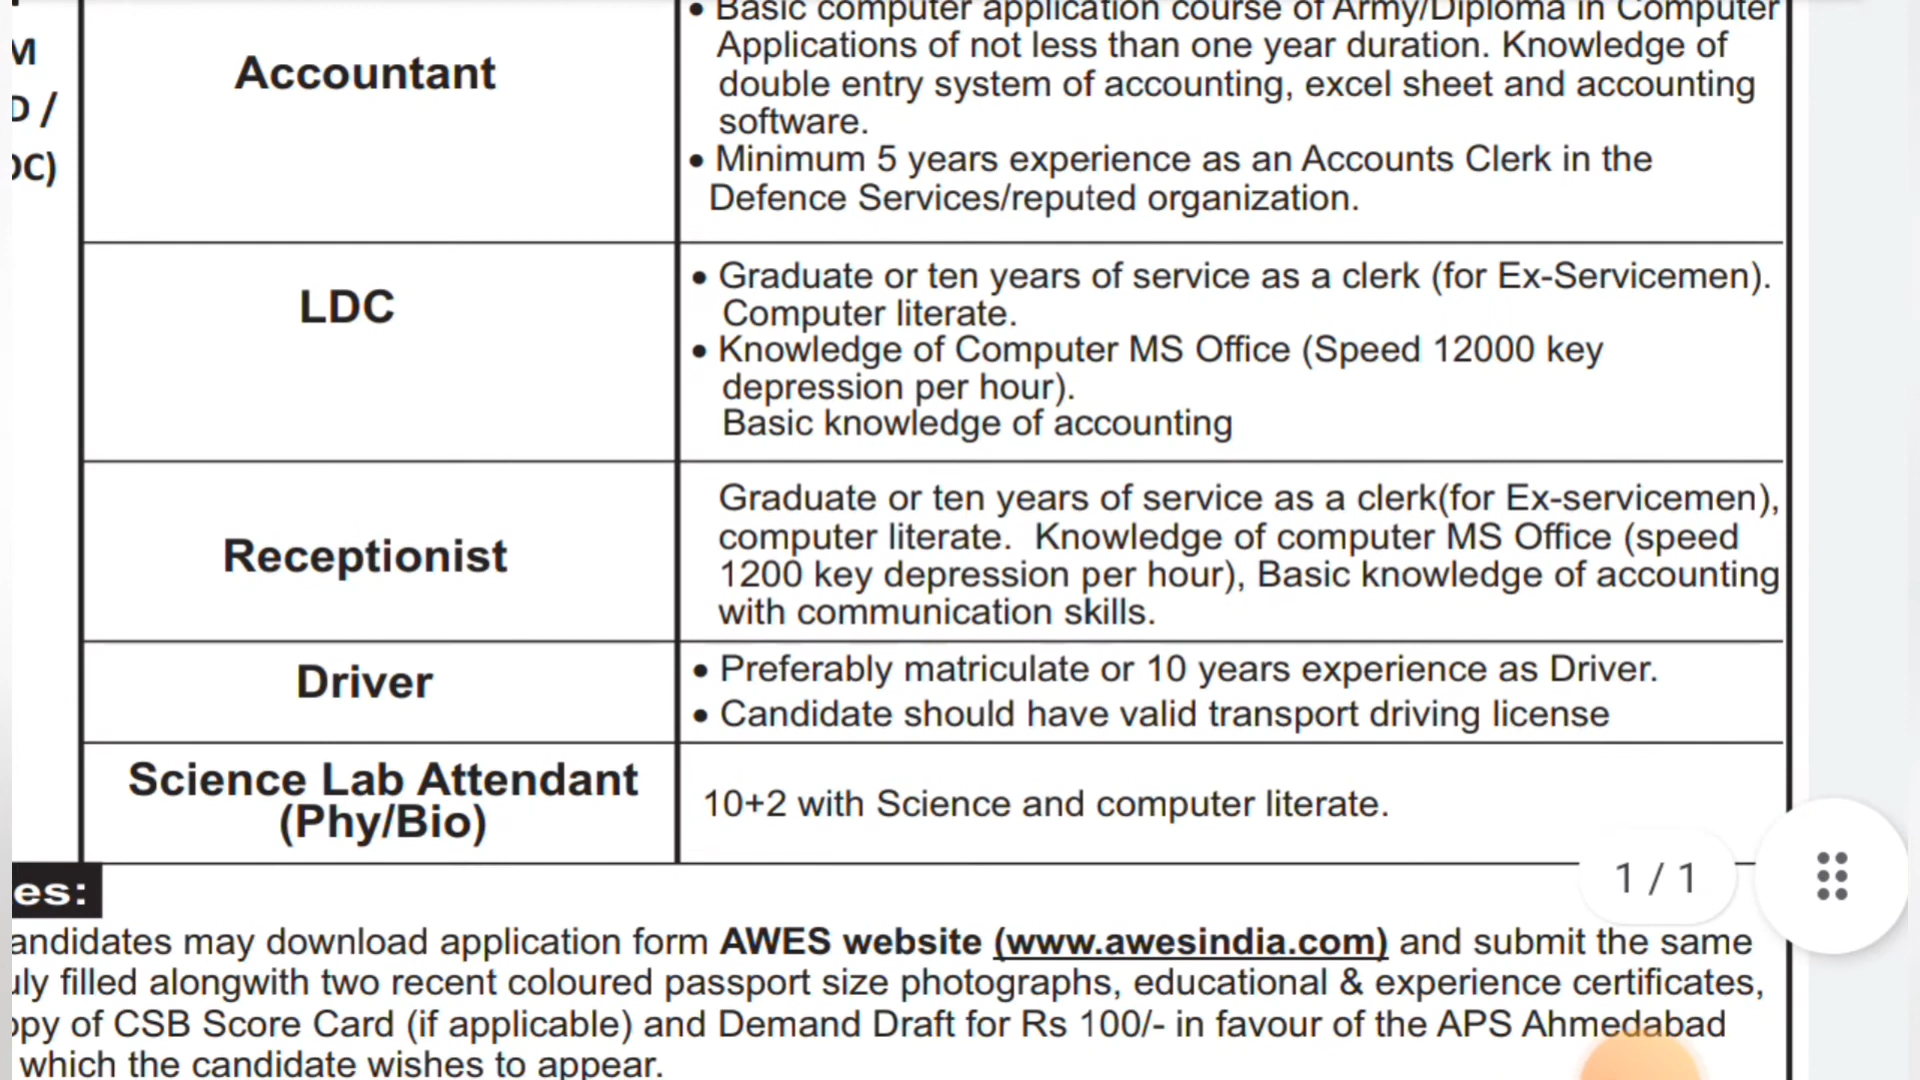 M
D /
DC)
Accountant
• Basic computer application course of Army/Diploma in Computer
Applications of not less than one year duration. Knowledge of
double entry system of accounting, excel sheet and accounting
software.
• Minimum 5 years experience as an Accounts Clerk in the
Defence Services/reputed organization.
LDC
• Graduate or ten years of service as a clerk (for Ex-Servicemen).
Computer literate.
• Knowledge of Computer MS Office (Speed 12000 key
depression per hour).
Basic knowledge of accounting
Receptionist
Graduate or ten years of service as a clerk(for Ex-servicemen),
computer literate. Knowledge of computer MS Office (speed
1200 key depression per hour), Basic knowledge of accounting
with communication skills.
Driver
• Preferably matriculate or 10 years experience as Driver.
• Candidate should have valid transport driving license
Science Lab Attendant
(Phy/Bio)
10+2 with Science and computer literate.
1 / 1
es:
andidates may download application form AWES website (www.awesindia.com) and submit the same
uly filled alongwith two recent coloured passport size photographs, educational & experience certificates,
opy of CSB Score Card (if applicable) and Demand Draft for Rs 100/- in favour of the APS Ahmedabad
which the candidate wishes to appear.